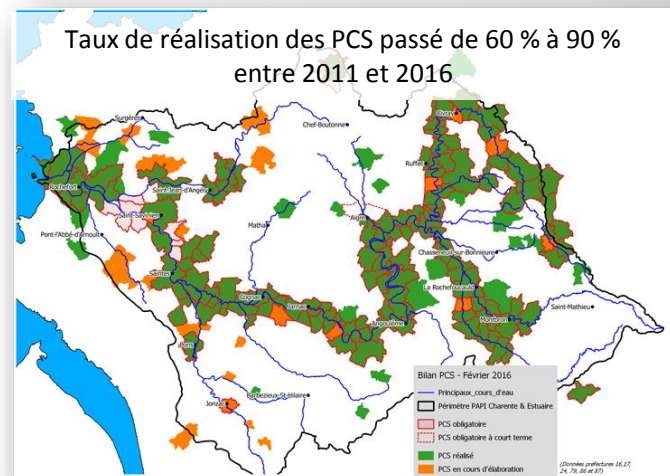 Taux de réalisation des PCS passé de 60 % à 90 %
entre 2011 et 2016
Surgères
Chef-Boutonne
Civray
Rochefort
Ruffec
Saint-Jean-d'Angély
Saint-Savinien
Aigre
Pont-l'Abbé-d'Arnoult
Matha
Chasseneuil-sur-Bonnieure
Saintes
La Rochefoucauld
Cognac
Jarnac
Saint-Mathieu
Angoulême
Montbron
Pons
Jonzac
Barbezieux-St-Hilaire
Bilan PCS - Février 2016
Principaux_cours_d'eau
Périmètre PAPI Charente & Estuaire
PCS obligatoire
PCS obligatoire à court terme
PCS réalisé
PCS en cours d'élaboration
(Données préfectures 16,17,
24, 79, 86 et 87)